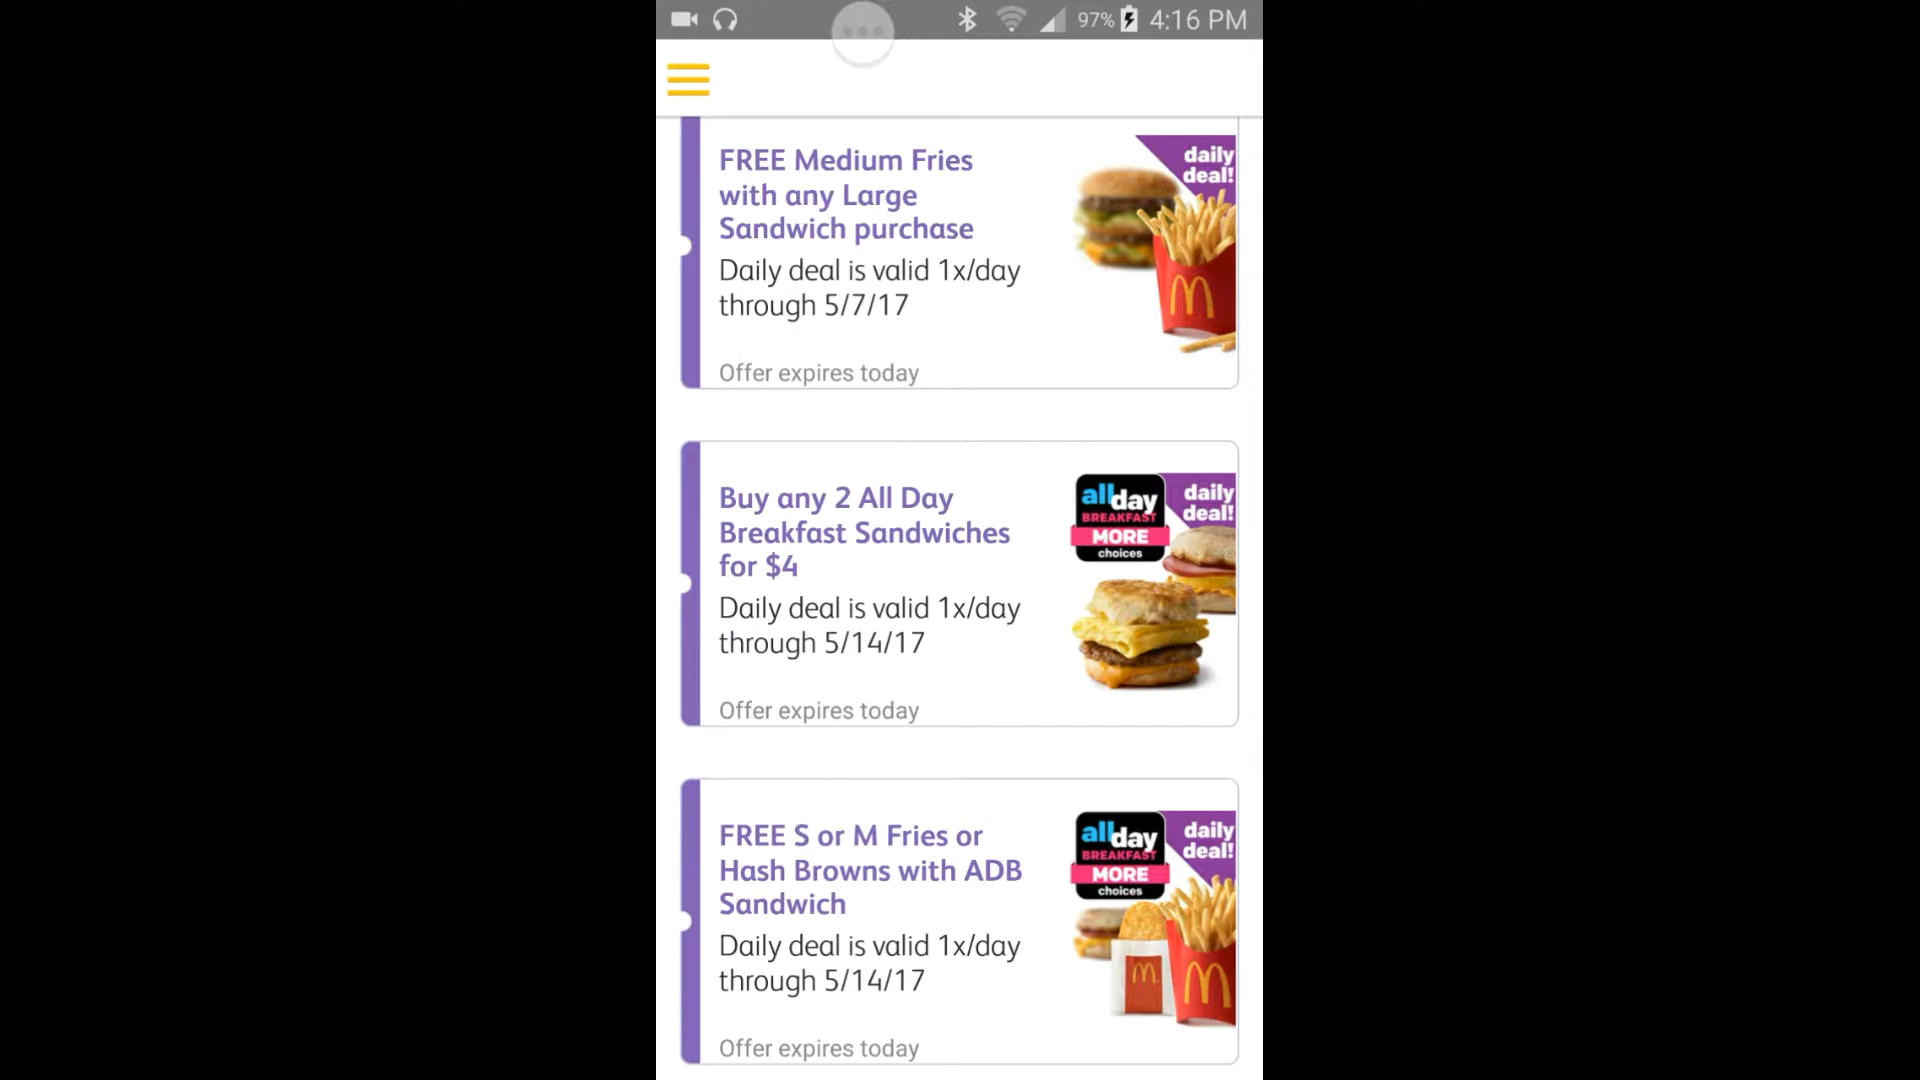 97% 4:16 PM
FREE Medium Fries
with any Large
Sandwich purchase
Daily deal is valid 1x/day
through 5/7/17
Offer expires today
daily
deal!
Buy any 2 All Day
Breakfast Sandwiches
for $4
Daily deal is valid 1x/day
through 5/14/17
Offer expires today
allday
BREAKFAST
MORE
choices
daily
deal!
FREE S or M Fries or
Hash Browns with ADB
Sandwich
Daily deal is valid 1x/day
through 5/14/17
Offer expires today
allday
BREAKFAST
MORE
choices
daily
deal!